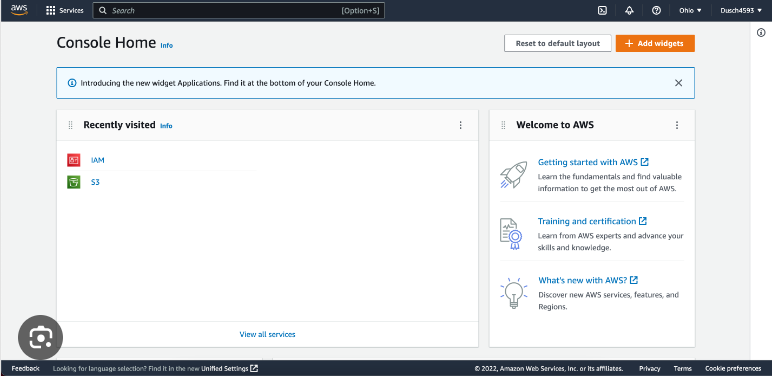 aws
Services
Search
[Option+S]
Ohio
Dusch4593
Console Home
Info
Reset to default layout
Add widgets
Introducing the new widget Applications. Find it at the bottom of your Console Home.
Recently visited
Info
IAM
S3
View all services
Welcome to AWS
Getting started with AWS
Learn the fundamentals and find valuable
information to get the most out of AWS.
Training and certification
Learn from AWS experts and advance your
skills and knowledge.
What's new with AWS?
Discover new AWS services, features, and
Regions.
Feedback
Looking for language selection? Find it in the new Unified Settings
© 2022, Amazon Web Services, Inc. or its affiliates.
Privacy
Terms
Cookie preferences